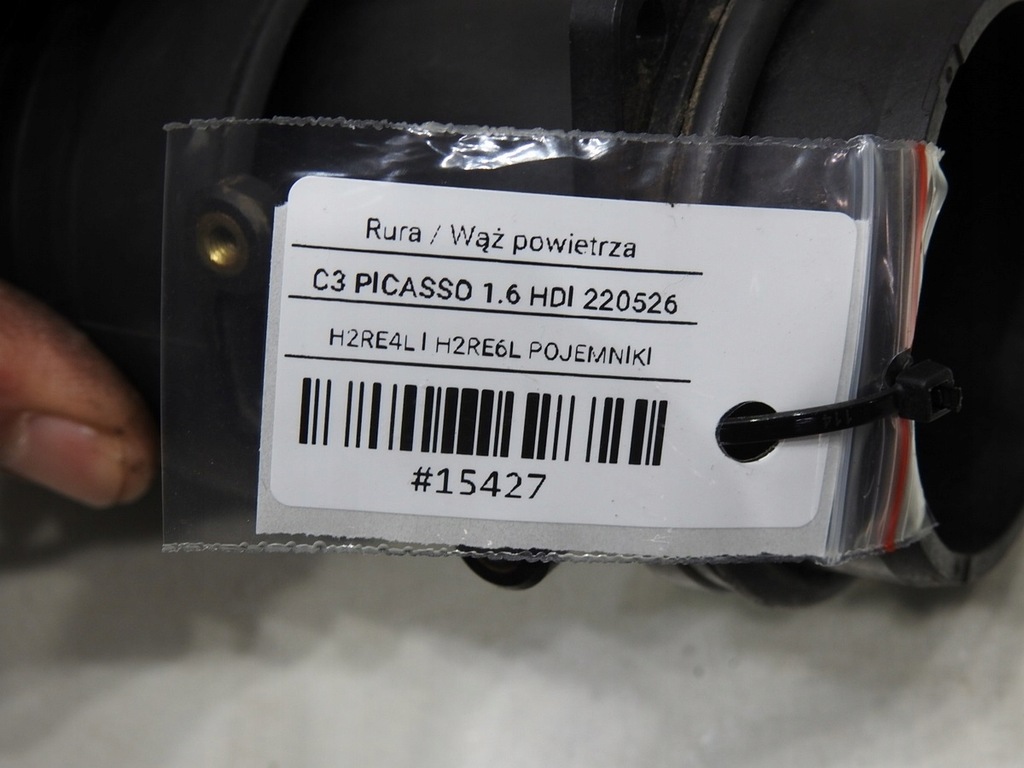 Rura / Wąż powietrza
C3 PICASSO 1.6 HDI 220526
H2RE4L I H2RE6L POJEMNIKI
#15427